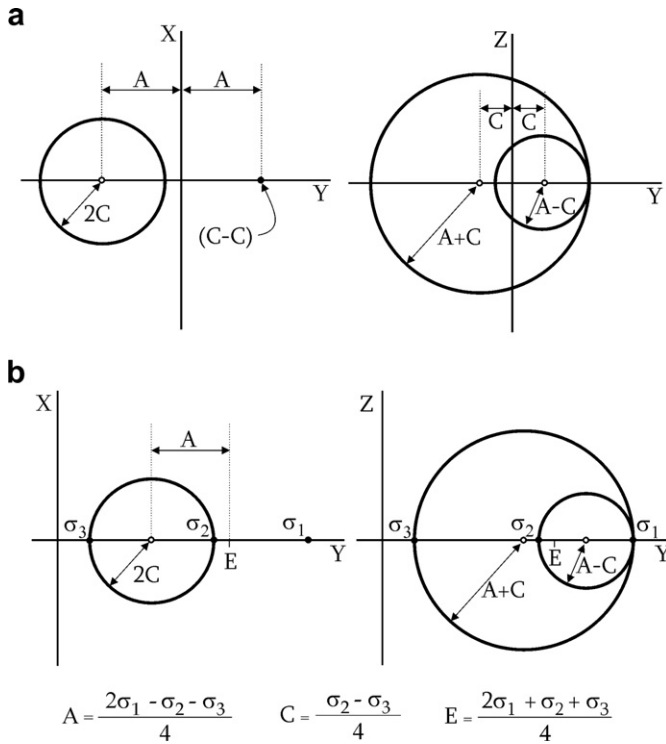 a
X
Z
A A
C C
Y
Y
2C
(C-C)
A+C
A-C
b
X
Z
A
σ3 σ2 σ1
E
Y
2C
σ3 σ2 σ1
E
Y
A+C
A-C
A = (2σ1 - σ2 - σ3)/4 C = (σ2 - σ3)/4 E = (2σ1 + σ2 + σ3)/4